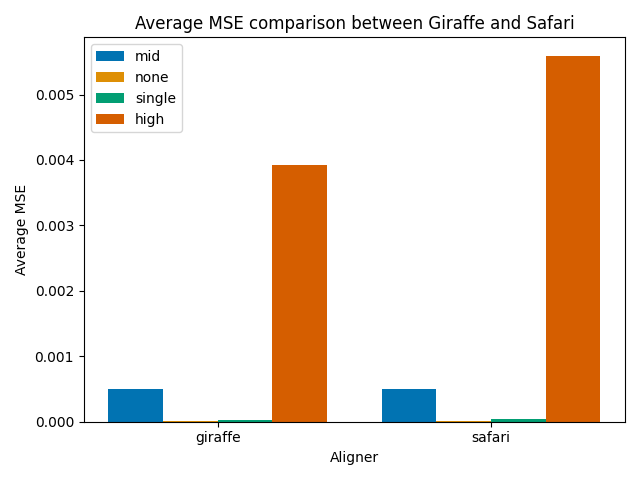 Average MSE comparison between Giraffe and Safari
mid
none
single
high
0.005
0.004
0.003
0.002
0.001
0.000
Average MSE
giraffe
safari
Aligner